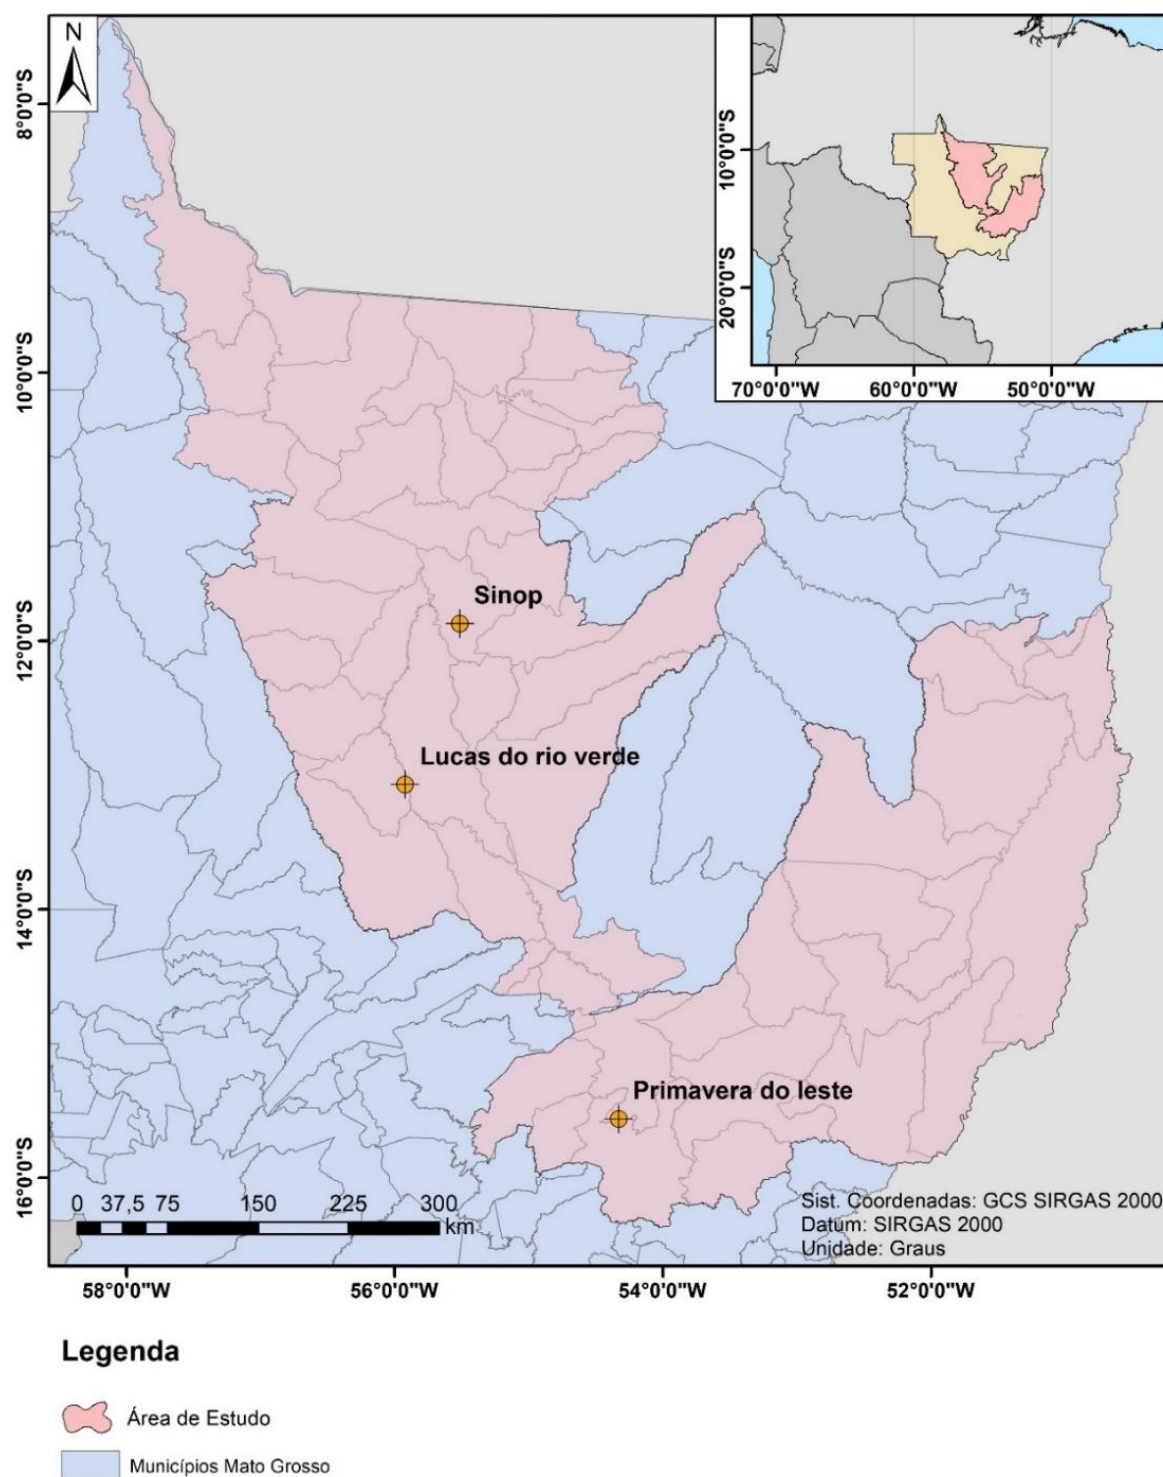 N
8°0'0"S
10°0'0"S
12°0'0"S
14°0'0"S
16°0'0"S
10°0'0"S
20°0'0"S
70°0'0"W
60°0'0"W
50°0'0"W
Sinop
Lucas do rio verde
Primavera do leste
0 37,5 75 150 225 300
km
Sist. Coordenadas: GCS SIRGAS 2000
Datum: SIRGAS 2000
Unidade: Graus
58°0'0"W
56°0'0"W
54°0'0"W
52°0'0"W
Legenda
Área de Estudo
Municípios Mato Grosso